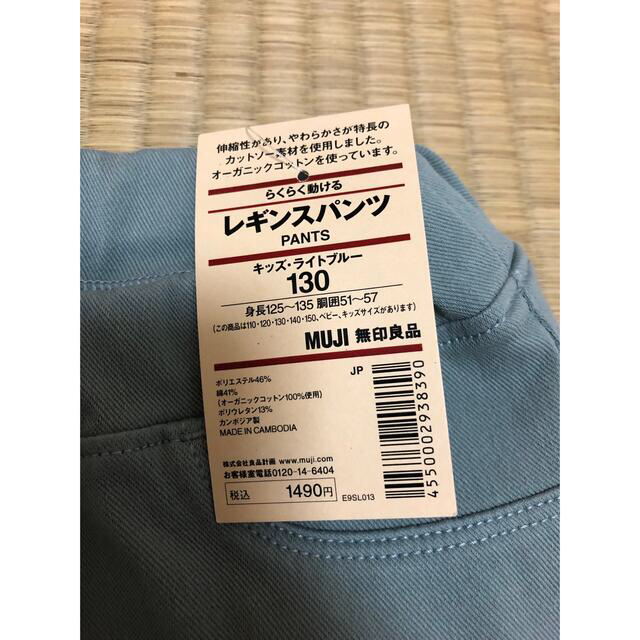 伸縮性があり、やわらかさが特長の
カットソー素材を使用しました。
オーガニックコットンを使っています。
らくらく動ける
レギンスパンツ
PANTS
キッズ・ライトブルー
130
身長125〜135 胴囲51〜57
(この商品は110・120・130・140・150、ベビー、キッズサイズがあります)
MUJI 無印良品
JP
ポリエステル46%
綿41%
(オーガニックコットン100%使用)
ポリウレタン13%
カンボジア製
MADE IN CAMBODIA
株式会社良品計画 www.muji.com
お客様室電話0120-14-6404
税込 1490円
E9SL013
4550002938390